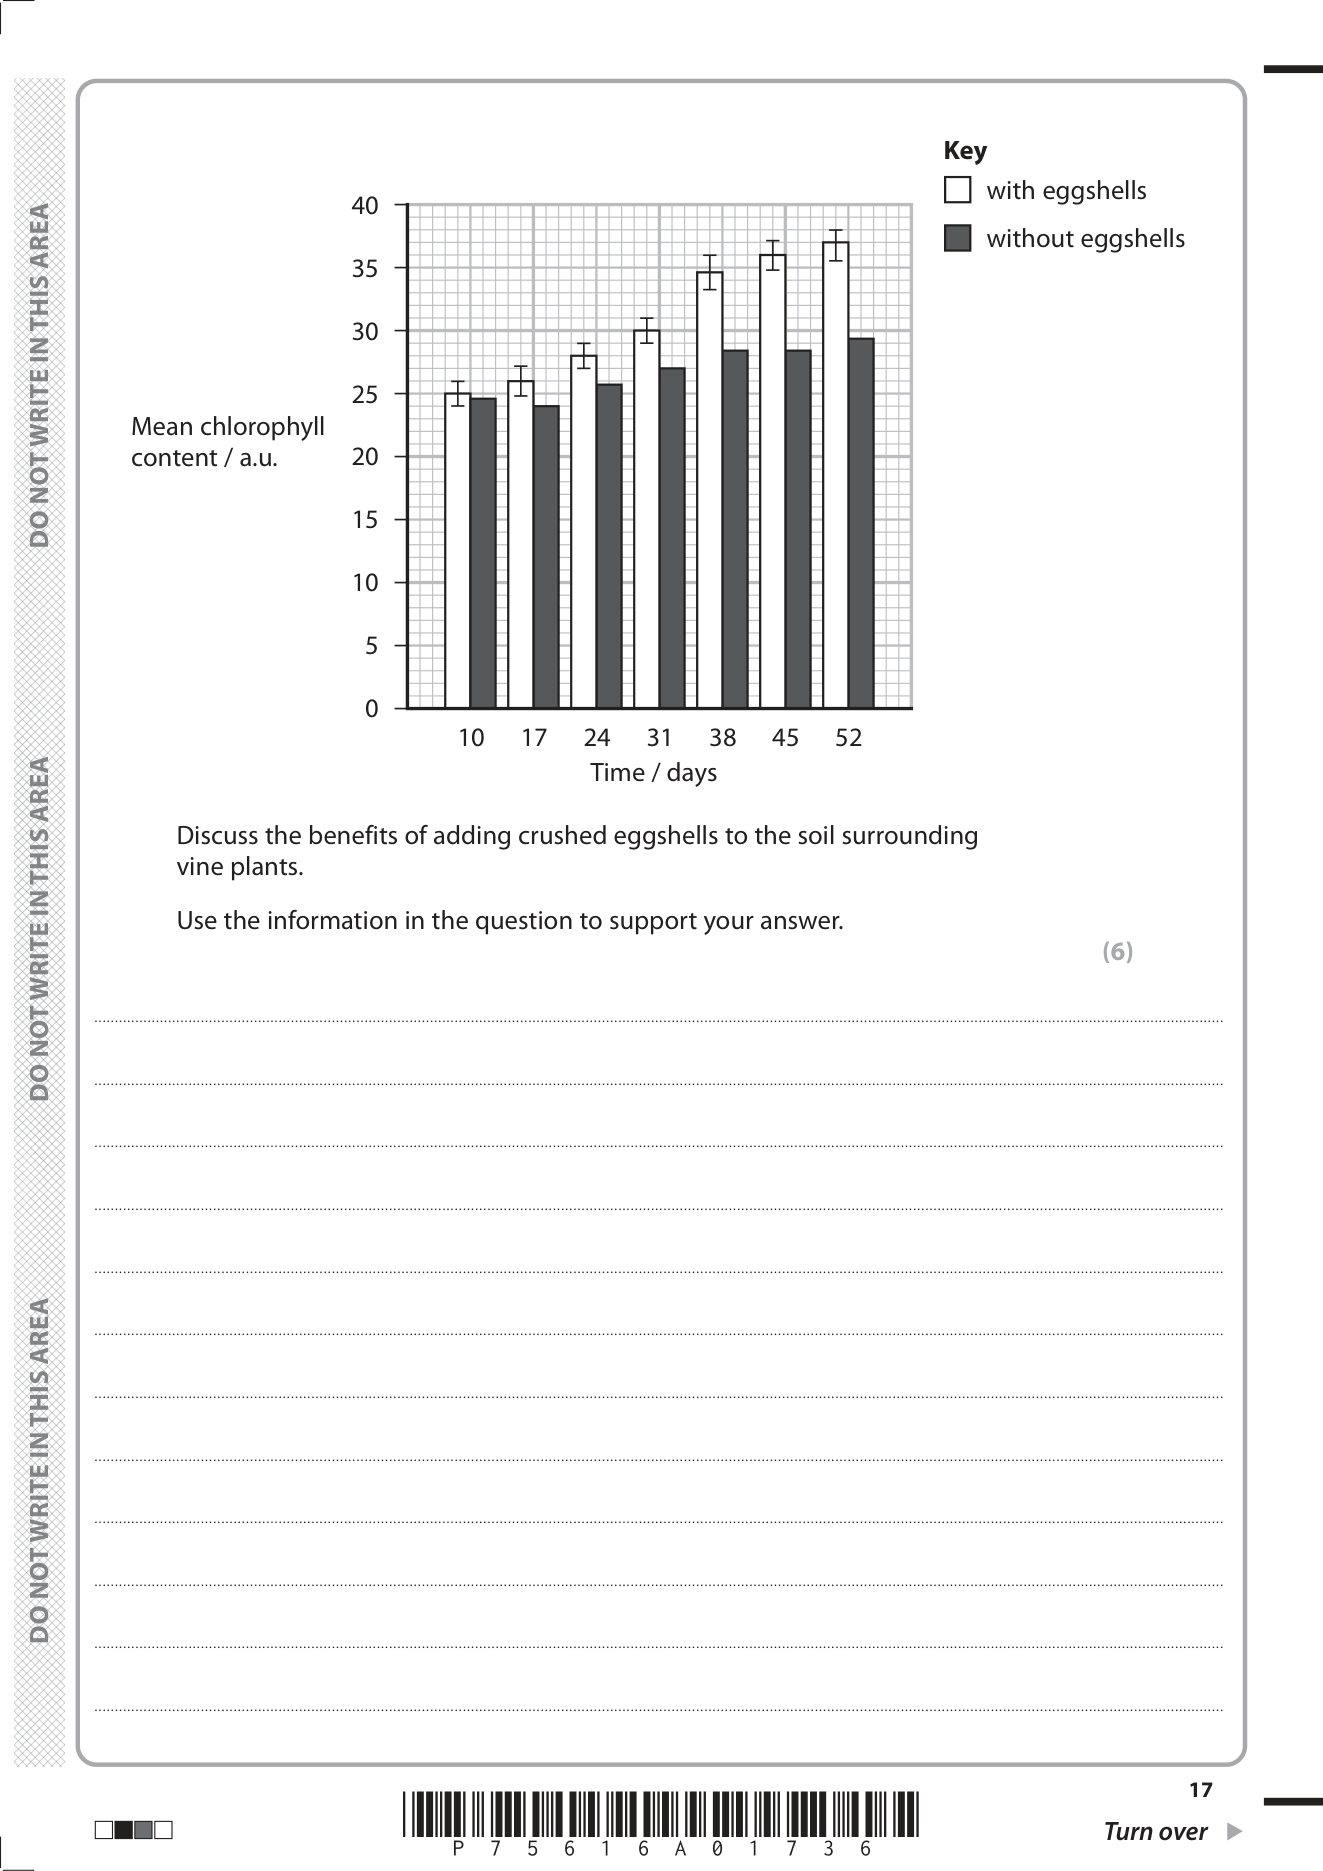 DO NOT WRITE IN THIS AREA
DO NOT WRITE IN THIS AREA
DO NOT WRITE IN THIS AREA
Key
with eggshells
without eggshells
40
35
30
25
20
15
10
5
0
Mean chlorophyll
content / a.u.
10 17 24 31 38 45 52
Time / days
Discuss the benefits of adding crushed eggshells to the soil surrounding
vine plants.
Use the information in the question to support your answer.
(6)
17
P 7 5 6 1 6 A 0 1 7 3 6
Turn over